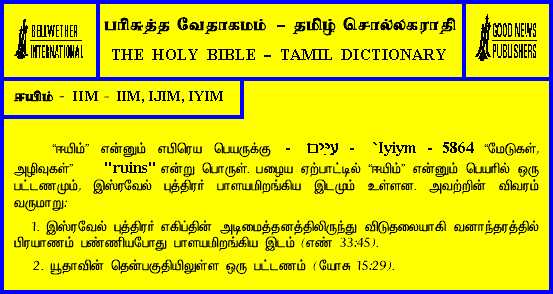 BELLWETHER
INTERNATIONAL
பரிசுத்த வேதாகமம் - தமிழ் சொல்லகராதி
THE HOLY BIBLE - TAMIL DICTIONARY
GOOD NEWS
PUBLISHERS
ஈயிம் - IIM - IIM, IJIM, IYIM
“ஈயிம்” என்னும் எபிரெய பெயருக்கு - עיים - `Iyiym - 5864 “மேடுகள்,
அழிவுகள்” "ruins" என்று பொருள். பழைய ஏற்பாட்டில் “ஈயிம்” என்னும் பெயரில் ஒரு
பட்டணமும், இஸ்ரவேல் புத்திரர் பாளயமிறங்கிய இடமும் உள்ளன. அவற்றின் விவரம்
வருமாறு:
1. இஸ்ரவேல் புத்திரர் எகிப்தின் அடிமைத்தனத்திலிருந்து விடுதலையாகி வனாந்தரத்தில்
பிரயாணம் பண்ணியபோது பாளயமிறங்கிய இடம் (எண் 33:45).
2. யூதாவின் தென்பகுதியிலுள்ள ஒரு பட்டணம் (யோசு 15:29).